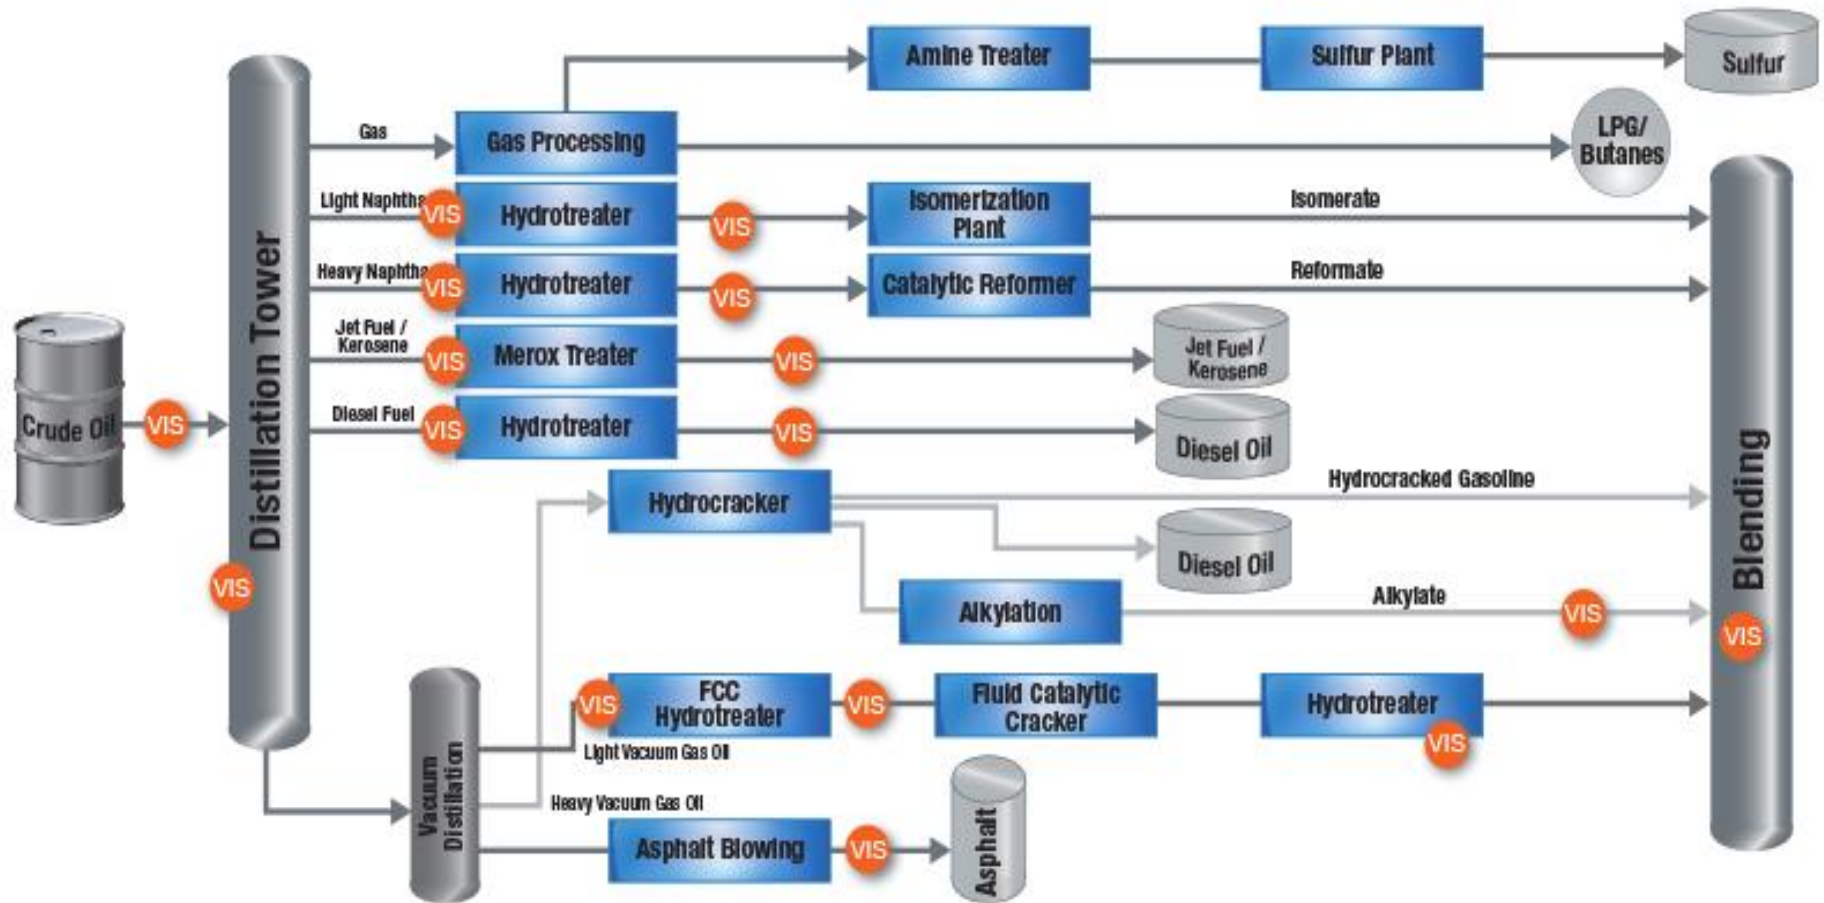 Amine Treater
Sulfur Plant
Sulfur
Gas
Gas Processing
LPG/
Butanes
Light Naphtha
VIS
Hydrotreater
VIS
Isomerization
Plant
Isomerate
Heavy Naphtha
VIS
Hydrotreater
VIS
Catalytic Reformer
Reformate
Jet Fuel /
Kerosene
VIS
Merox Treater
VIS
Jet Fuel /
Kerosene
Crude Oil
VIS
Distillation Tower
VIS
Diesel Fuel
VIS
Hydrotreater
VIS
Diesel Oil
Hydrocracker
Hydrocracked Gasoline
Diesel Oil
Alkylation
Alkylate
VIS
Blending
VIS
VIS
FCC
Hydrotreater
VIS
Fluid Catalytic
Cracker
Hydrotreater
VIS
Light Vacuum Gas Oil
Vacuum
Distillation
Heavy Vacuum Gas Oil
Asphalt Blowing
VIS
Asphalt